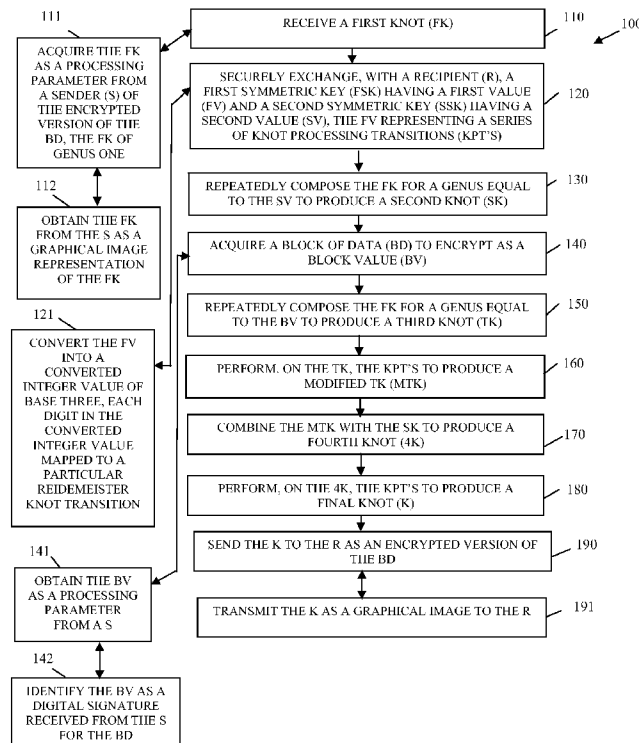 100
110
RECEIVE A FIRST KNOT (FK)
111
ACQUIRE THE FK
AS A PROCESSING
PARAMETER FROM
A SENDER (S) OF
THE ENCRYPTED
VERSION OF THE
BD, THE FK OF
GENUS ONE
112
OBTAIN THE FK
FROM THE S AS A
GRAPHICAL IMAGE
REPRESENTATION
OF THE FK
120
SECURELY EXCHANGE, WITH A RECIPIENT (R), A
FIRST SYMMETRIC KEY (FSK) HAVING A FIRST VALUE
(FV) AND A SECOND SYMMETRIC KEY (SSK) HAVING A
SECOND VALUE (SV), THE FV REPRESENTING A SERIES
OF KNOT PROCESSING TRANSITIONS (KPT'S)
121
CONVERT THE FV
INTO A
CONVERTED
INTEGER VALUE OF
BASE THREE, EACH
DIGIT IN THE
CONVERTED
INTEGER VALUE
MAPPED TO A
PARTICULAR
REIDEMEISTER
KNOT TRANSITION
130
REPEATEDLY COMPOSE THE FK FOR A GENUS EQUAL
TO THE SV TO PRODUCE A SECOND KNOT (SK)
140
ACQUIRE A BLOCK OF DATA (BD) TO ENCRYPT AS A
BLOCK VALUE (BV)
141
OBTAIN THE BV
AS A PROCESSING
PARAMETER
FROM A S
142
IDENTIFY THE BV AS A
DIGITAL SIGNATURE
RECEIVED FROM THE S
FOR THE BD
150
REPEATEDLY COMPOSE THE FK FOR A GENUS EQUAL
TO THE BV TO PRODUCE A THIRD KNOT (TK)
160
PERFORM, ON THE TK, THE KPT'S TO PRODUCE A
MODIFIED TK (MTK)
170
COMBINE THE MTK WITH THE SK TO PRODUCE A
FOURTH KNOT (4K)
180
PERFORM, ON THE 4K, THE KPT'S TO PRODUCE A
FINAL KNOT (K)
190
SEND THE K TO THE R AS AN ENCRYPTED VERSION OF
THE BD
191
TRANSMIT THE K AS A GRAPHICAL IMAGE TO THE R